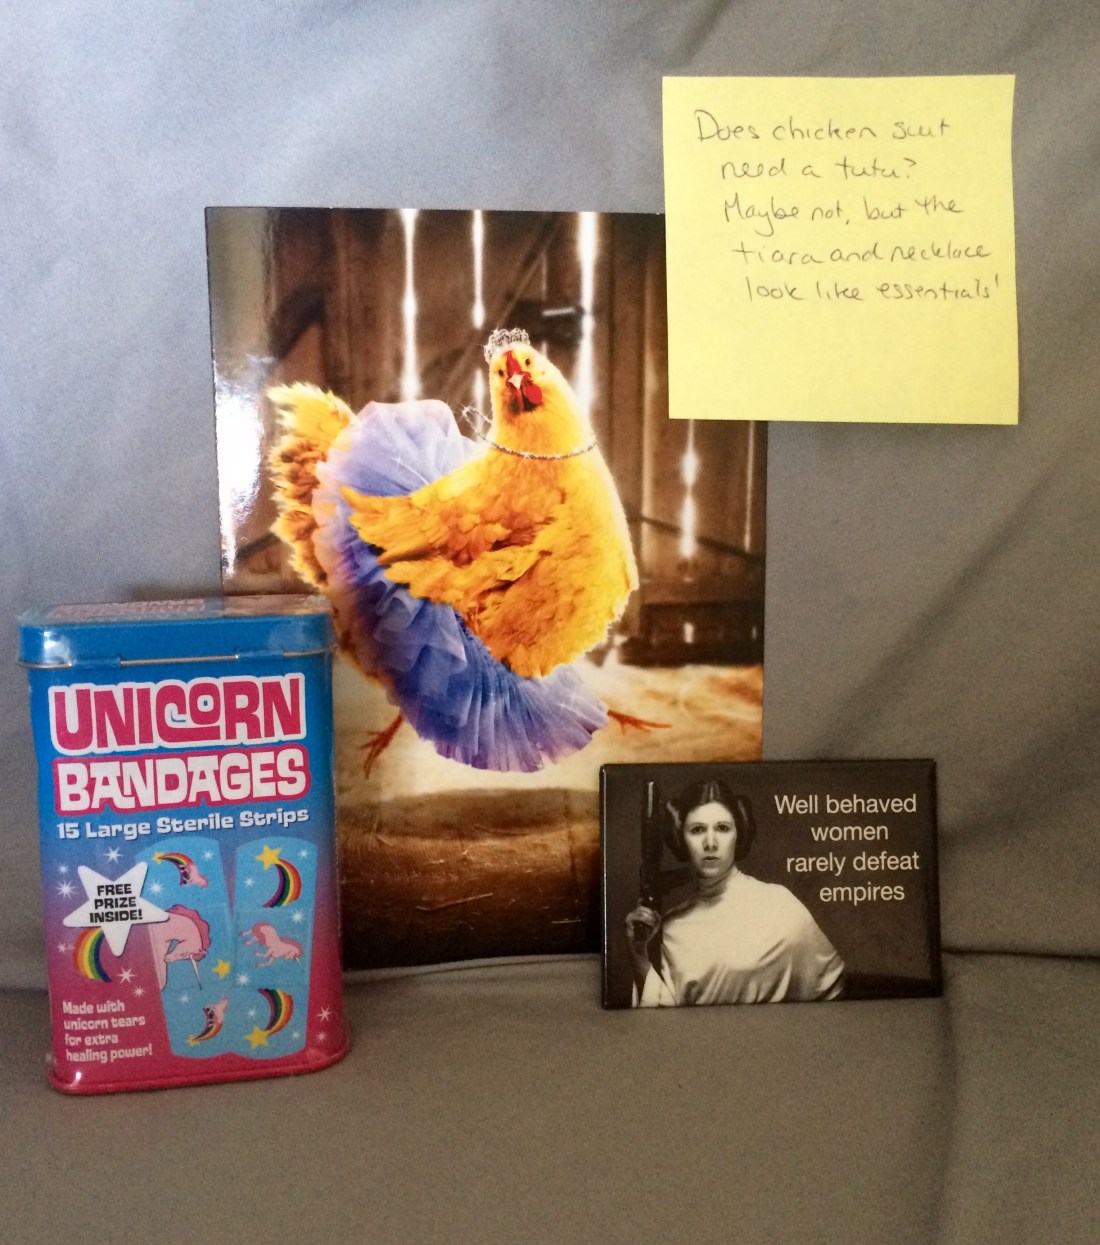 Does chicken suit
need a tutu?
Maybe not, but the
tiara and necklace
look like essentials!
UNICORN
BANDAGES
15 Large Sterile Strips
FREE
PRIZE
INSIDE!
Made with
unicorn tears
for extra
healing power!
Well behaved
women
rarely defeat
empires